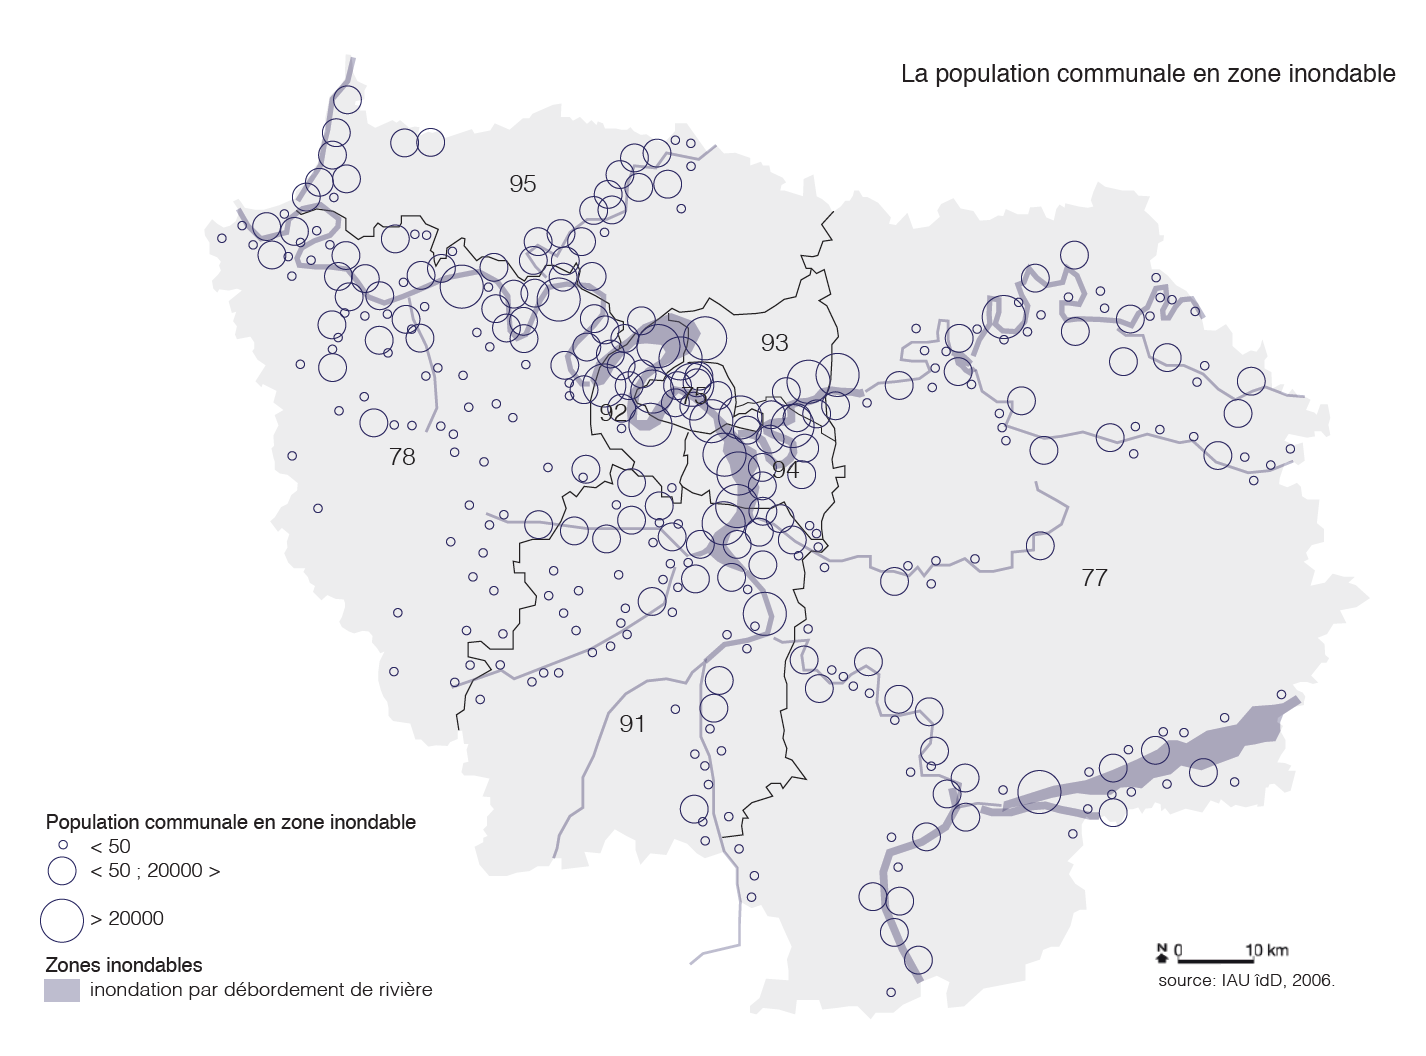 La population communale en zone inondable
95
93
75
92
78
94
77
91
Population communale en zone inondable
< 50
< 50 ; 20000 >
> 20000
Zones inondables
inondation par débordement de rivière
N 0 10 km
source: IAU îdD, 2006.